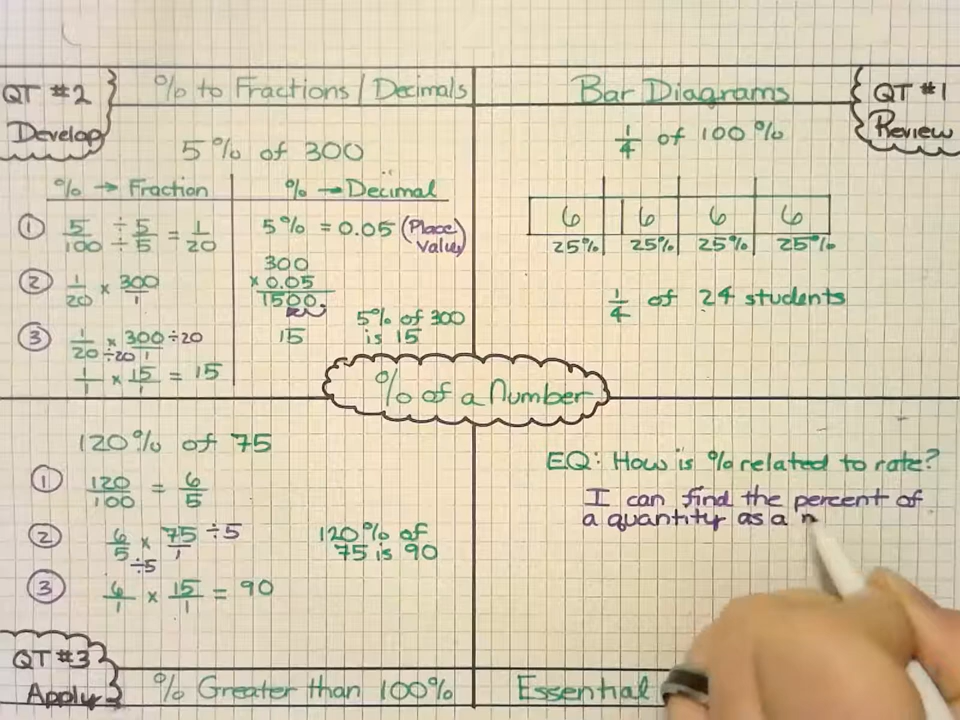 QT #2
Develop
% to Fractions / Decimals
5% of 300
% → Fraction
① 5/100 ÷5/÷5 = 1/20
② 1/20 × 300/1
③ 1/20 ÷20 × 300/1 ÷20
1/1 × 15/1 = 15
% → Decimal
5% = 0.05 (Place Value)
300
× 0.05
1500.
15
5% of 300
is 15
Bar Diagrams
QT #1
Review
1/4 of 100%
6 6 6 6
25% 25% 25% 25%
1/4 of 24 students
% of a Number
120% of 75
① 120/100 = 6/5
② 6/5 ÷5 × 75/1 ÷5
③ 6/1 × 15/1 = 90
120% of
75 is 90
QT #3
Apply
% Greater than 100%
EQ: How is % related to rate?
I can find the percent of
a quantity as a
Essential